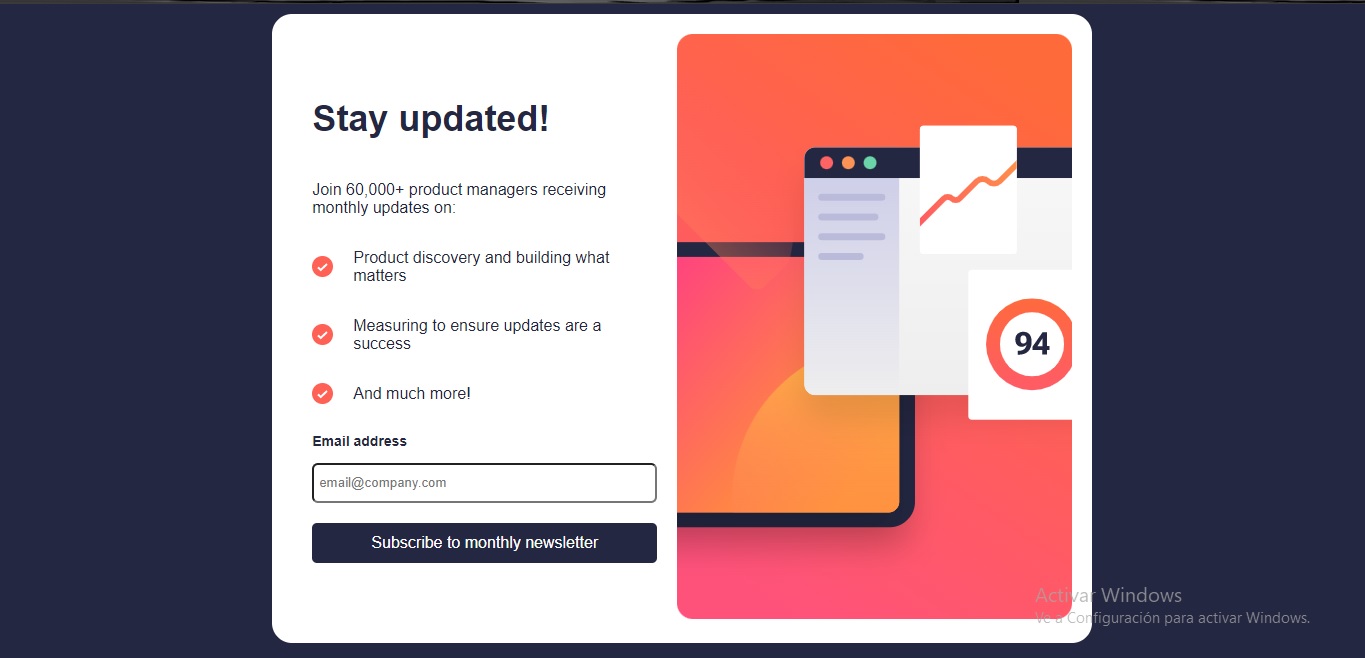 Stay updated!
Join 60,000+ product managers receiving
monthly updates on:
Product discovery and building what
matters
Measuring to ensure updates are a
success
And much more!
Email address
email@company.com
Subscribe to monthly newsletter
94
Activar Windows
Ve a Configuración para activar Windows.